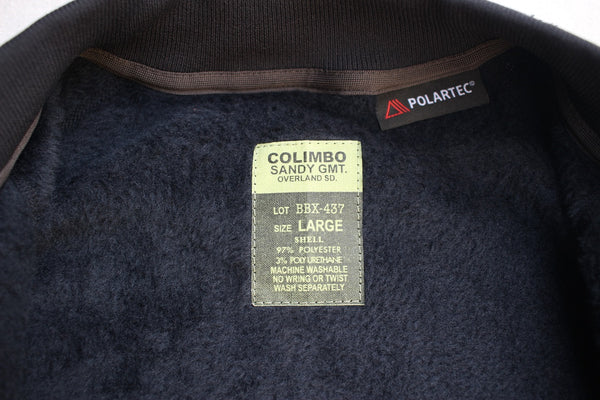 POLARTEC®
COLIMBO
SANDY GMT.
OVERLAND SD.
LOT BBX-437
SIZE LARGE
SHELL
97% POLYESTER
3% POLYURETHANE
MACHINE WASHABLE
NO WRING OR TWIST
WASH SEPARATELY